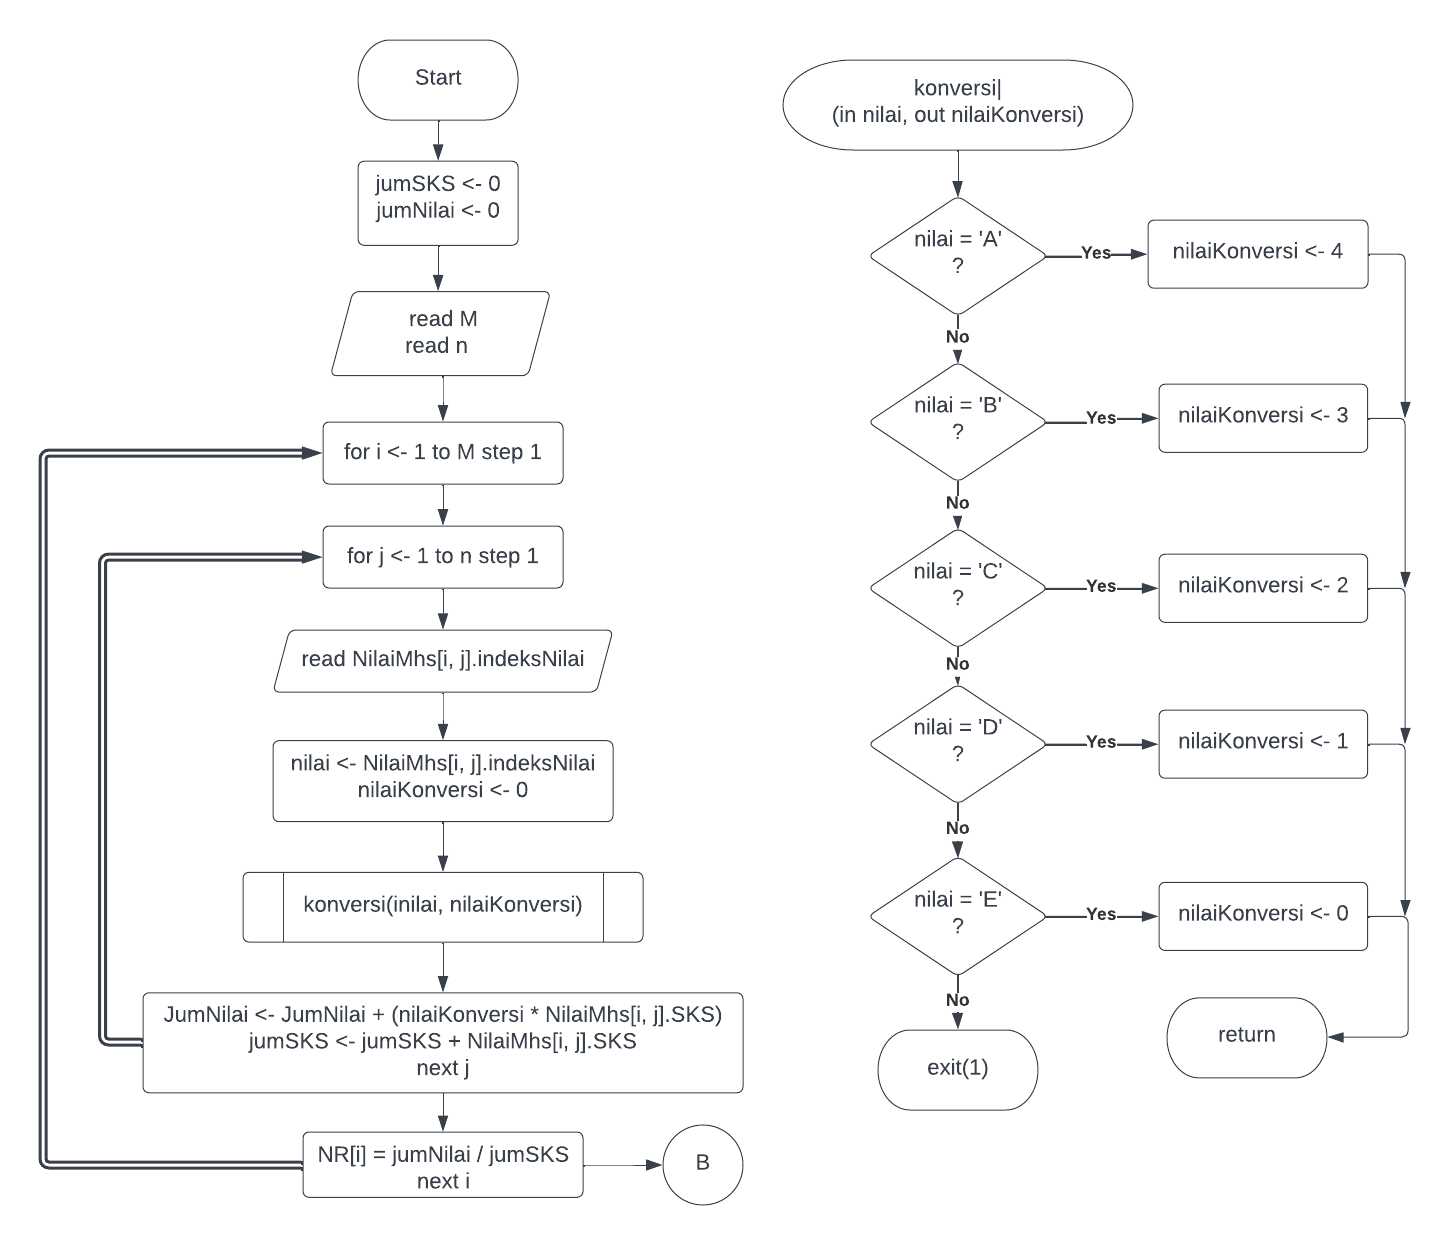 Start
jumSKS <- 0
jumNilai <- 0
read M
read n
for i <- 1 to M step 1
for j <- 1 to n step 1
read NilaiMhs[i, j].indeksNilai
nilai <- NilaiMhs[i, j].indeksNilai
nilaiKonversi <- 0
konversi(inilai, nilaiKonversi)
JumNilai <- JumNilai + (nilaiKonversi * NilaiMhs[i, j].SKS)
jumSKS <- jumSKS + NilaiMhs[i, j].SKS
next j
NR[i] = jumNilai / jumSKS
next i
B
konversi|
(in nilai, out nilaiKonversi)
nilai = 'A'
?
Yes
nilaiKonversi <- 4
No
nilai = 'B'
?
Yes
nilaiKonversi <- 3
No
nilai = 'C'
?
Yes
nilaiKonversi <- 2
No
nilai = 'D'
?
Yes
nilaiKonversi <- 1
No
nilai = 'E'
?
Yes
nilaiKonversi <- 0
No
exit(1)
return